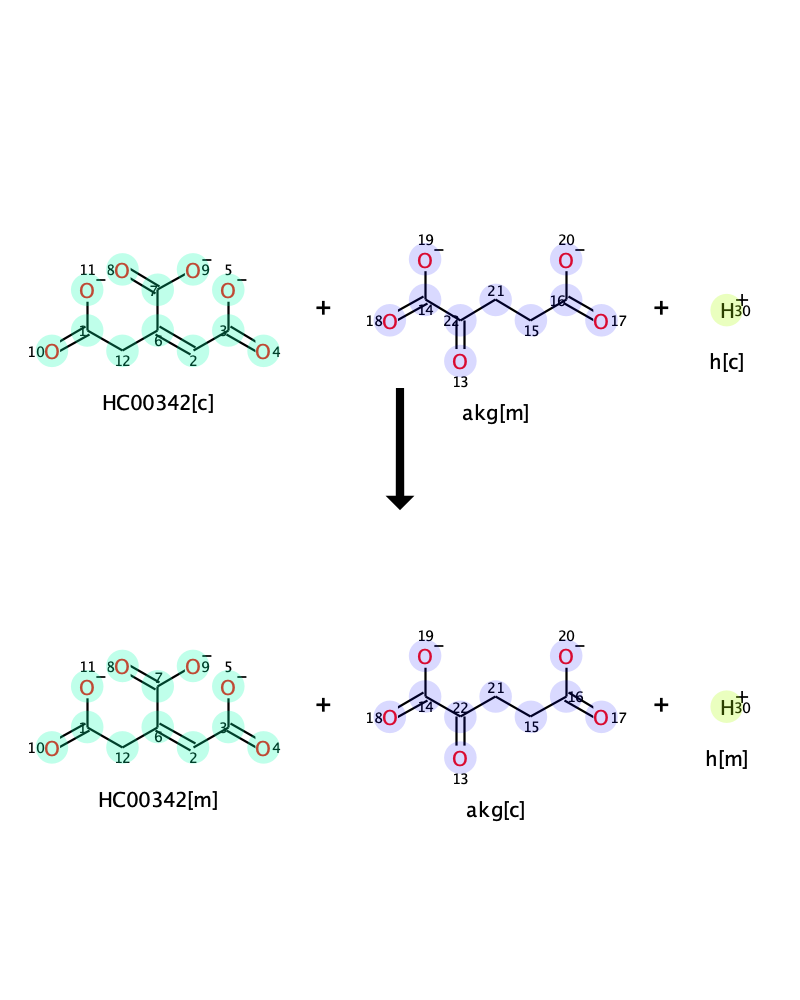 11 8 O O − 9 5
O − 7 O −
10 O 1 12 6 2 3 O 4
HC00342[c]
+
19 20
O − O −
21
18 O 14 22 15 16 O 17
O
13
akg[m]
+
H + 30
h[c]
11 8 O O − 9 5
O − 7 O −
10 O 1 12 6 2 3 O 4
HC00342[m]
+
19 20
O − O −
21
18 O 14 22 15 16 O 17
O
13
akg[c]
+
H + 30
h[m]